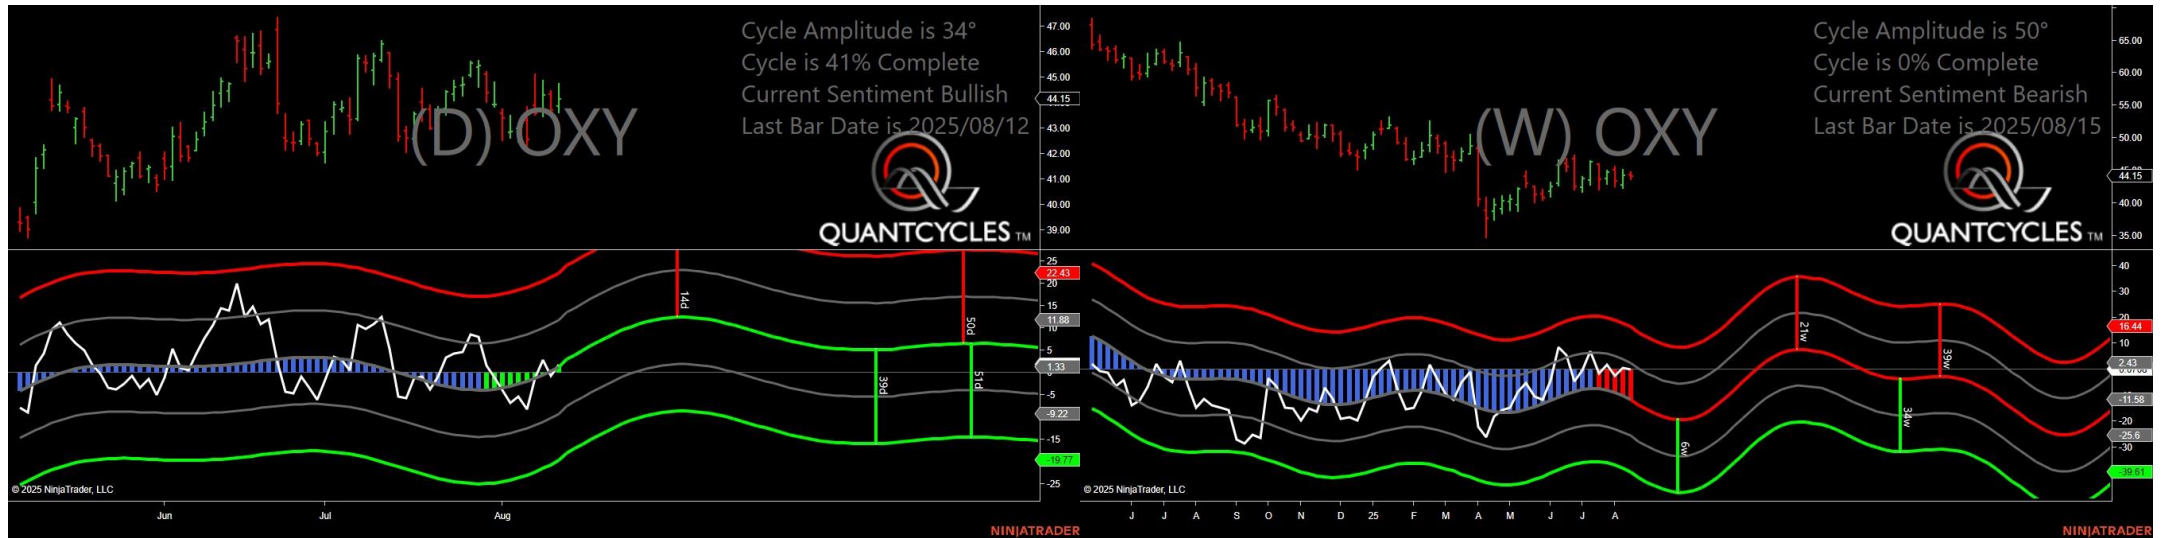 Cycle Amplitude is 34°
Cycle is 41% Complete
Current Sentiment Bullish
Last Bar Date is 2025/08/12
(D) OXY
QUANTCYCLES TM
47.00
46.00
45.00
44.15
43.00
42.00
41.00
40.00
39.00
25
22.43
20
15
11.88
10
5
1.33
-5
-9.22
-15
-19.77
-25
14d
39d
50d
51d
© 2025 NinjaTrader, LLC
Jun
Jul
Aug
NINJATRADER
Cycle Amplitude is 50°
Cycle is 0% Complete
Current Sentiment Bearish
Last Bar Date is 2025/08/15
(W) OXY
QUANTCYCLES TM
65.00
60.00
55.00
50.00
44.15
40.00
35.00
40
30
20
16.44
10
2.43
-11.58
-20
-25.6
-30
-39.61
6w
21w
34w
39w
© 2025 NinjaTrader, LLC
J J A S O N D 25 F M A M J J A
NINJATRADER